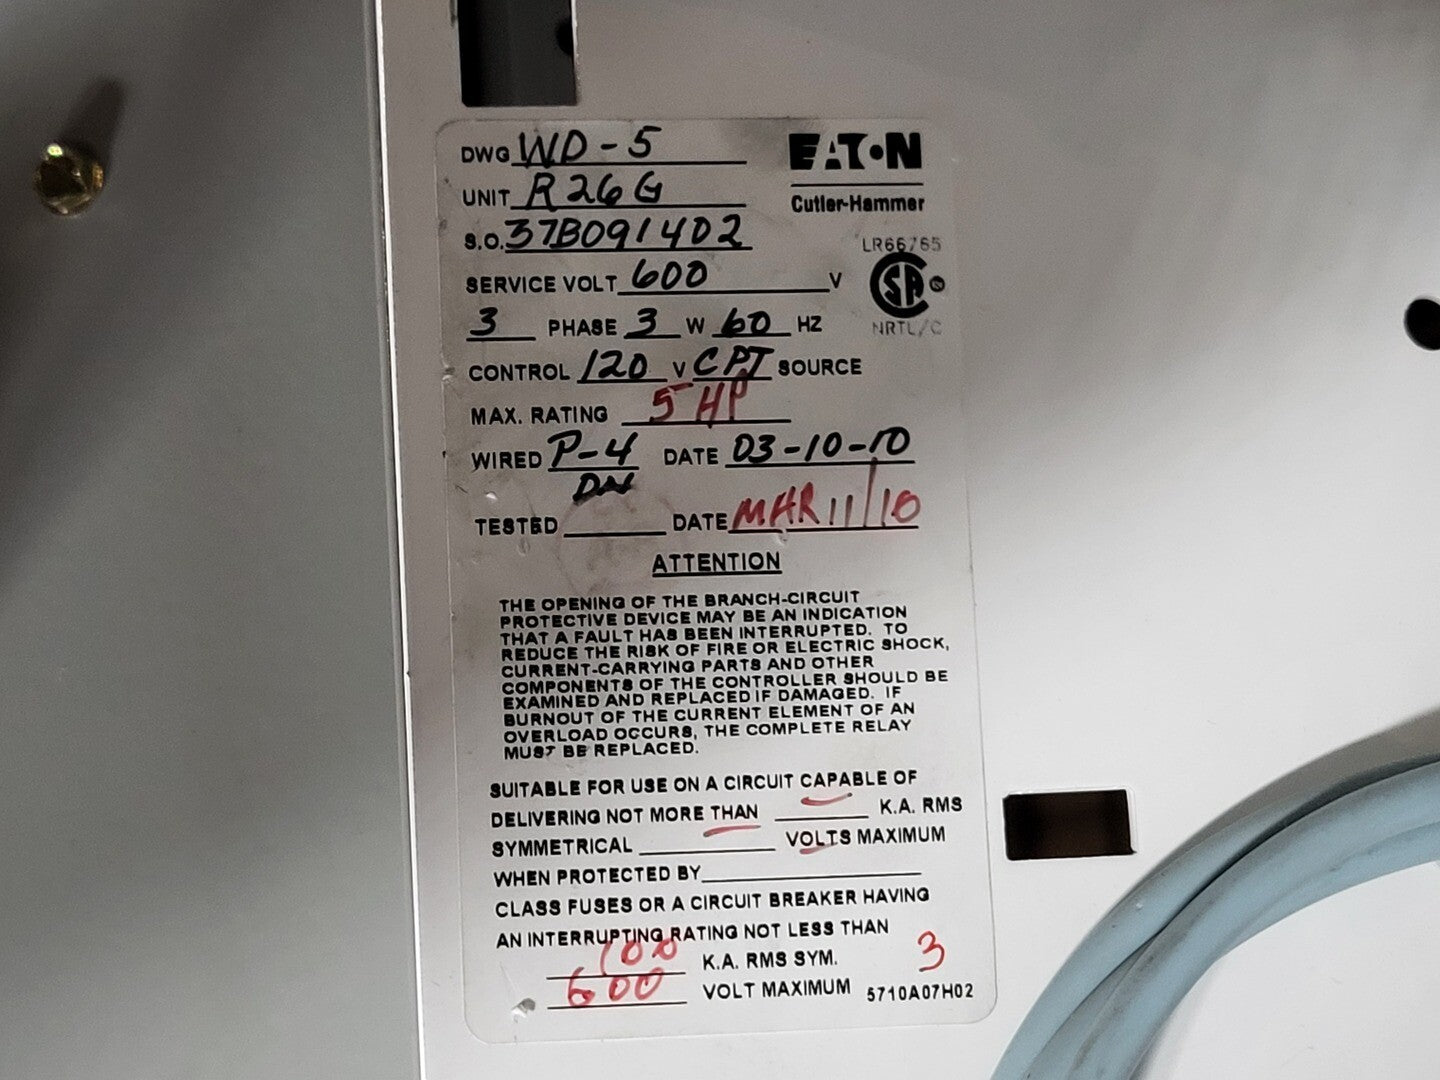 DWG WD-5
EATON
UNIT R26G
Cutler-Hammer
S.O. 37B091402
LR66765
SERVICE VOLT 600 V
SA
3 PHASE 3 W 60 HZ
NRTL/C
CONTROL 120 V CPT SOURCE
MAX. RATING 5 HP
WIRED P-4 DATE 03-10-10
TESTED DATE MAR 11/10
ATTENTION
THE OPENING OF THE BRANCH-CIRCUIT
PROTECTIVE DEVICE MAY BE AN INDICATION
THAT A FAULT HAS BEEN INTERRUPTED. TO
REDUCE THE RISK OF FIRE OR ELECTRIC SHOCK,
CURRENT-CARRYING PARTS AND OTHER
COMPONENTS OF THE CONTROLLER SHOULD BE
EXAMINED AND REPLACED IF DAMAGED. IF
BURNOUT OF THE CURRENT ELEMENT OF AN
OVERLOAD OCCURS, THE COMPLETE RELAY
MUST BE REPLACED.
SUITABLE FOR USE ON A CIRCUIT CAPABLE OF
DELIVERING NOT MORE THAN K.A. RMS
SYMMETRICAL VOLTS MAXIMUM
WHEN PROTECTED BY
CLASS FUSES OR A CIRCUIT BREAKER HAVING
AN INTERRUPTING RATING NOT LESS THAN
100 K.A. RMS SYM. 3
600 VOLT MAXIMUM 5710A07H02